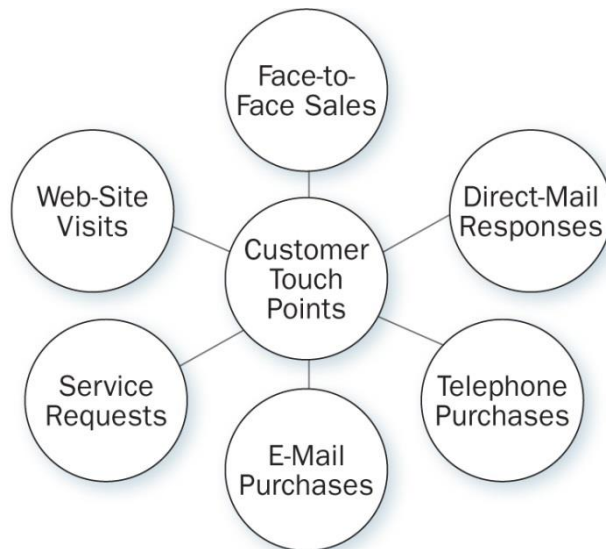 Face-to-
Face Sales
Web-Site
Visits
Direct-Mail
Responses
Customer
Touch
Points
Service
Requests
Telephone
Purchases
E-Mail
Purchases